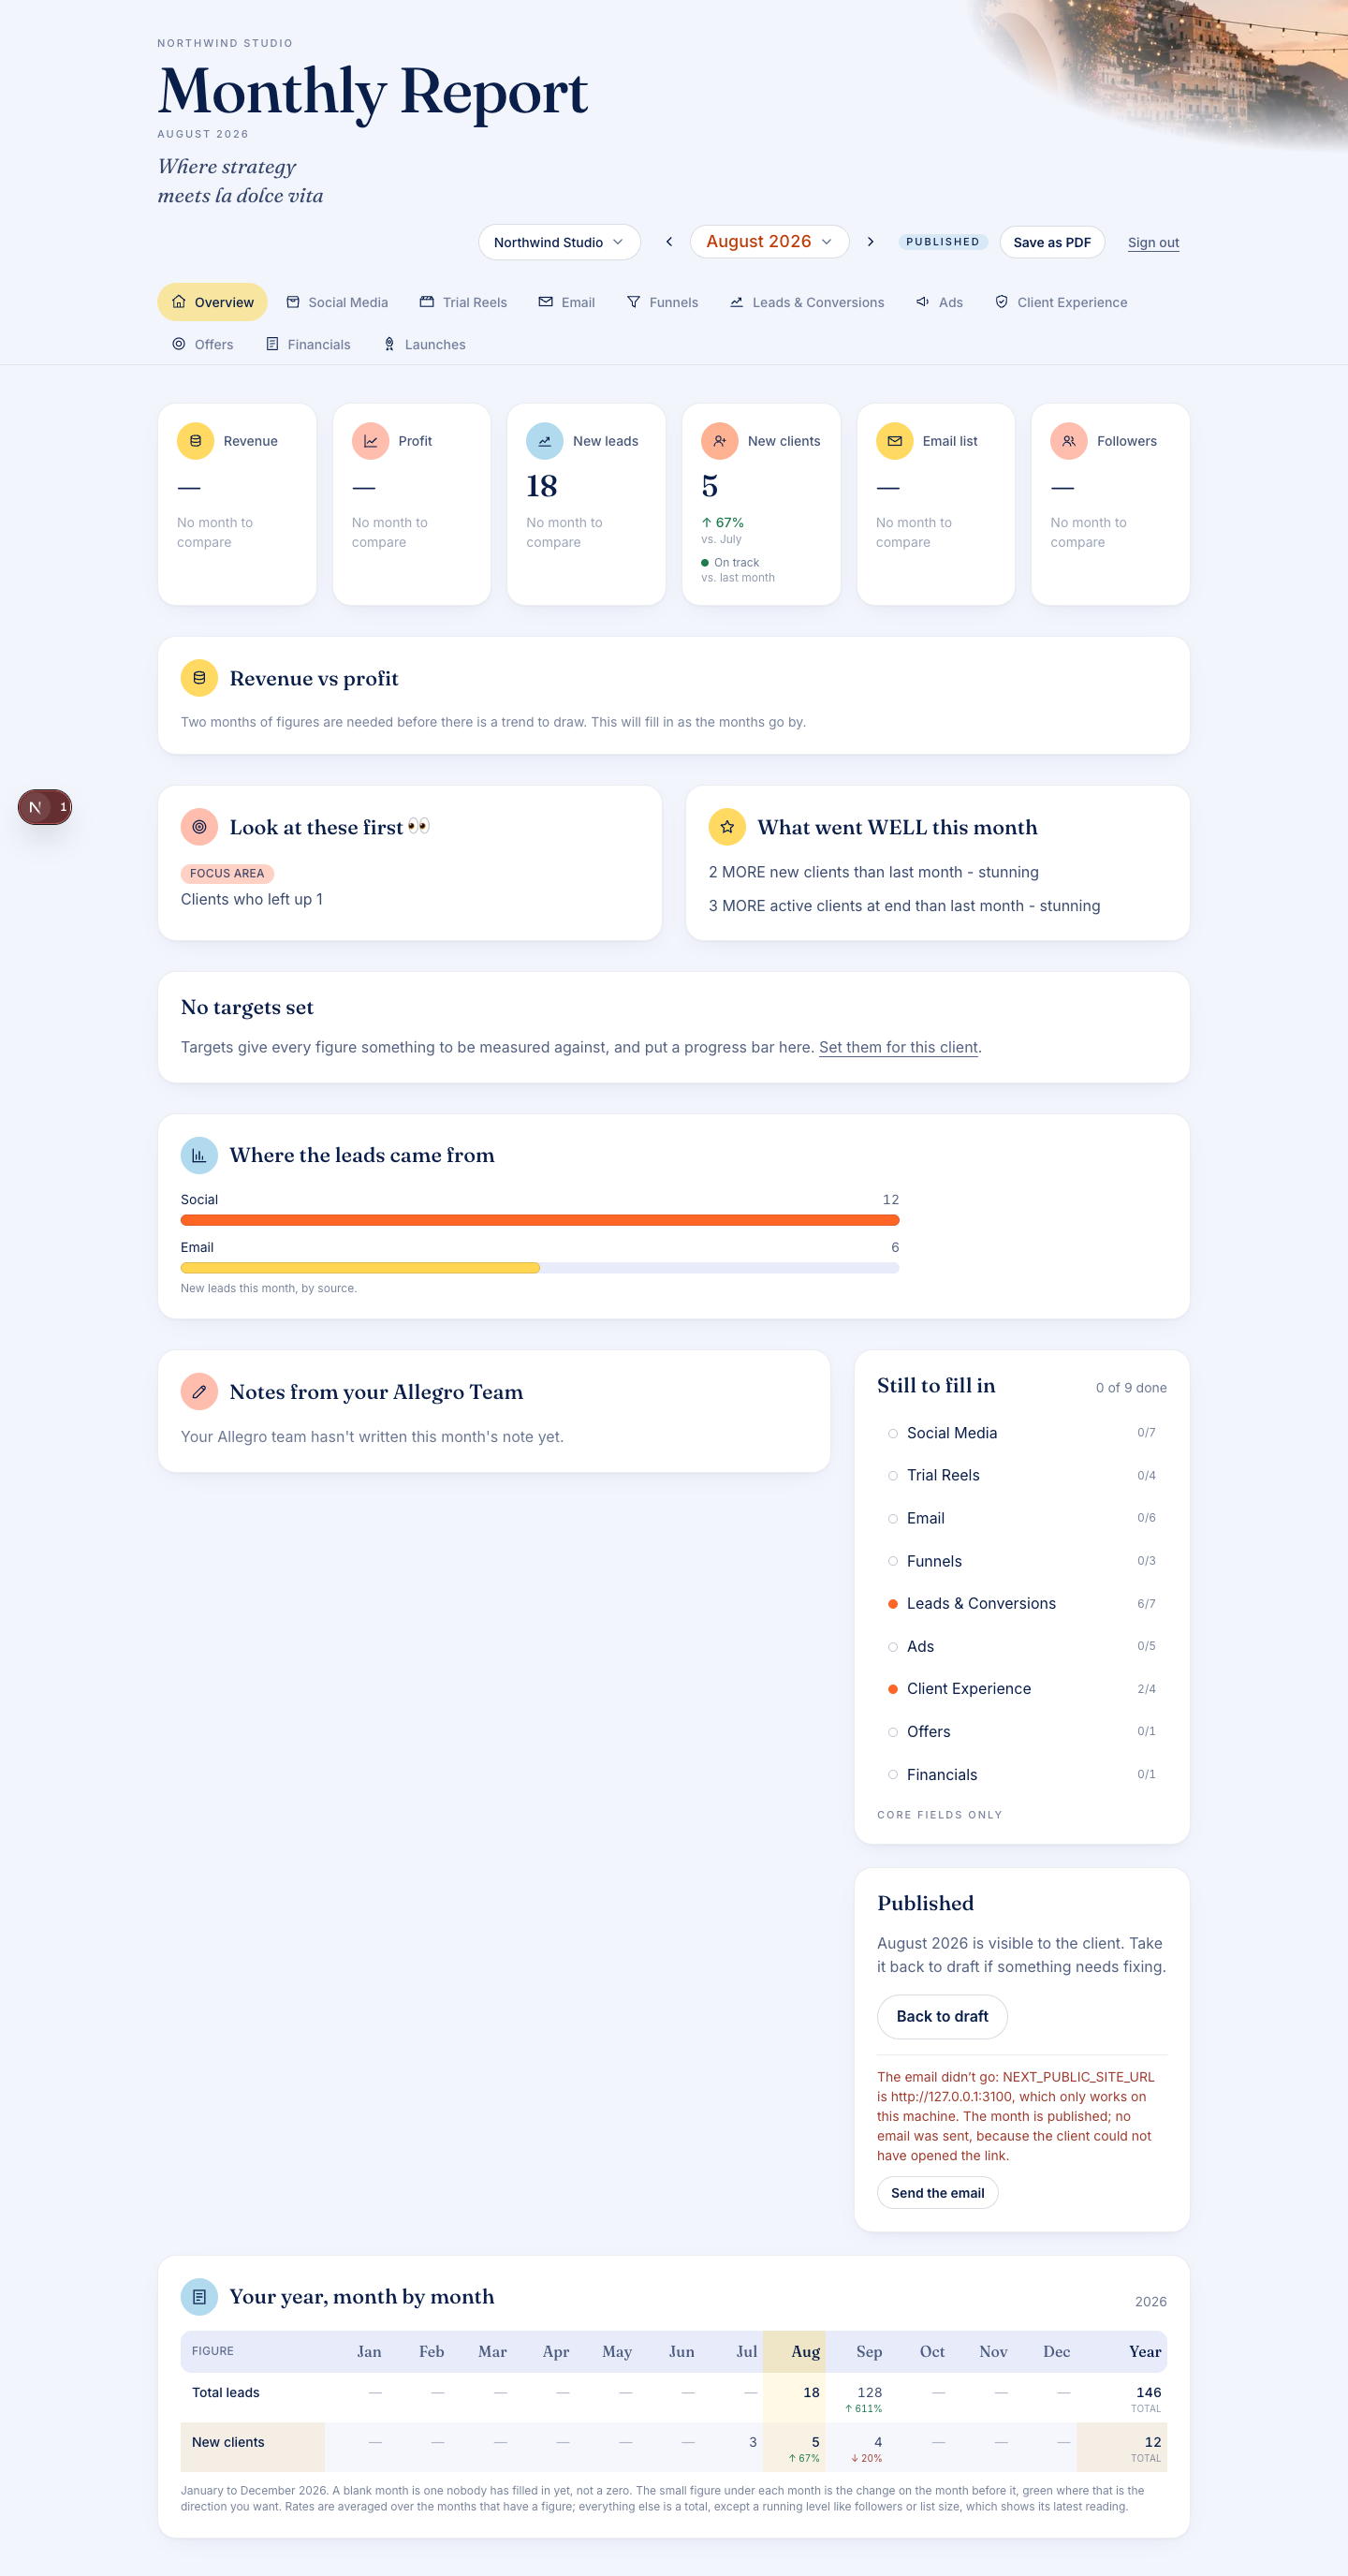 NORTHWIND STUDIO
Monthly Report
AUGUST 2026
Where strategy
meets la dolce vita
Northwind Studio
August 2026
PUBLISHED
Save as PDF
Sign out
Overview
Social Media
Trial Reels
Email
Funnels
Leads & Conversions
Ads
Client Experience
Offers
Financials
Launches
Revenue
—
No month to
compare
Profit
—
No month to
compare
New leads
18
No month to
compare
New clients
5
↑ 67%
vs. July
On track
vs. last month
Email list
—
No month to
compare
Followers
—
No month to
compare
Revenue vs profit
Two months of figures are needed before there is a trend to draw. This will fill in as the months go by.
N 1
Look at these first 👀
FOCUS AREA
Clients who left up 1
What went WELL this month
2 MORE new clients than last month - stunning
3 MORE active clients at end than last month - stunning
No targets set
Targets give every figure something to be measured against, and put a progress bar here. Set them for this client.
Where the leads came from
Social 12
Email 6
New leads this month, by source.
Notes from your Allegro Team
Your Allegro team hasn't written this month's note yet.
Still to fill in 0 of 9 done
Social Media 0/7
Trial Reels 0/4
Email 0/6
Funnels 0/3
Leads & Conversions 6/7
Ads 0/5
Client Experience 2/4
Offers 0/1
Financials 0/1
CORE FIELDS ONLY
Published
August 2026 is visible to the client. Take
it back to draft if something needs fixing.
Back to draft
The email didn't go: NEXT_PUBLIC_SITE_URL
is http://127.0.0.1:3100, which only works on
this machine. The month is published; no
email was sent, because the client could not
have opened the link.
Send the email
Your year, month by month 2026
FIGURE Jan Feb Mar Apr May Jun Jul Aug Sep Oct Nov Dec Year
Total leads — — — — — — — 18 128 — — — 146
↑ 611% TOTAL
New clients — — — — — — 3 5 4 — — — 12
↑ 67% ↓ 20% TOTAL
January to December 2026. A blank month is one nobody has filled in yet, not a zero. The small figure under each month is the change on the month before it, green where that is the
direction you want. Rates are averaged over the months that have a figure; everything else is a total, except a running level like followers or list size, which shows its latest reading.